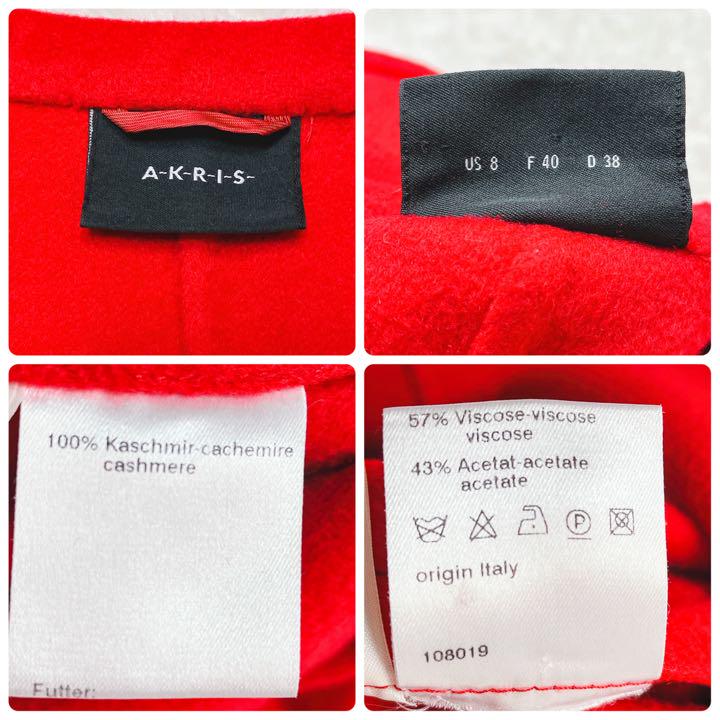 A-K-R-I-S-
US 8 F 40 D 38
100% Kaschmir-cachemire
cashmere
Futter:
57% Viscose-viscose
viscose
43% Acetat-acetate
acetate
P
origin Italy
108019